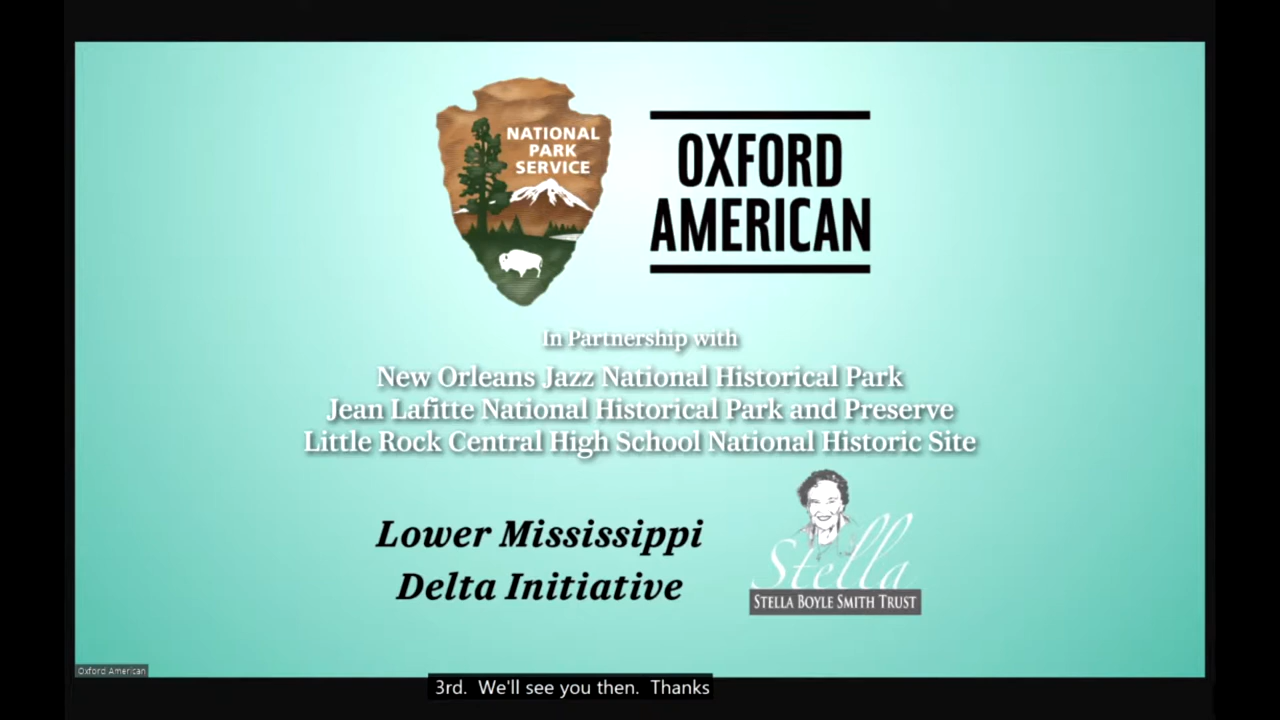 NATIONAL
PARK
SERVICE
OXFORD
AMERICAN
In Partnership with
New Orleans Jazz National Historical Park
Jean Lafitte National Historical Park and Preserve
Little Rock Central High School National Historic Site
Lower Mississippi
Delta Initiative
Stella
STELLA BOYLE SMITH TRUST
Oxford American
3rd.  We'll see you then.  Thanks